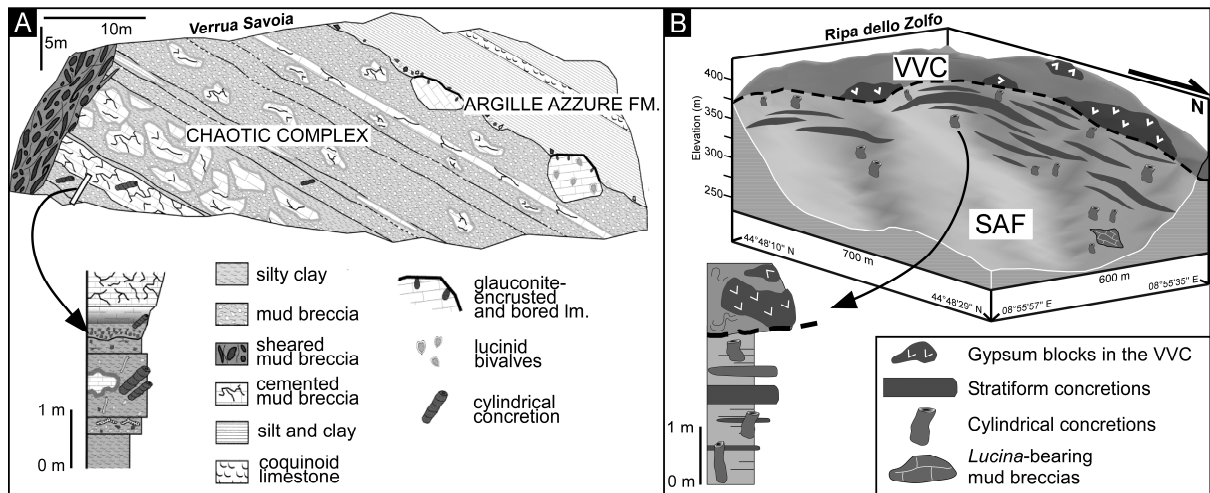 A
10m
5m
Verrua Savoia
CHAOTIC COMPLEX
ARGILLE AZZURE FM.
1 m
0 m
silty clay
mud breccia
sheared
mud breccia
cemented
mud breccia
silt and clay
coquinoid
limestone
glauconite-
encrusted
and bored lm.
lucinid
bivalves
cylindrical
concretion
B
Ripa dello Zolfo
VVC
N
Elevation (m)
400
350
300
250
SAF
44°48'10" N
700 m
44°48'29" N
08°55'57" E
600 m
08°55'35" E
1 m
0 m
Gypsum blocks in the VVC
Stratiform concretions
Cylindrical concretions
Lucina-bearing
mud breccias